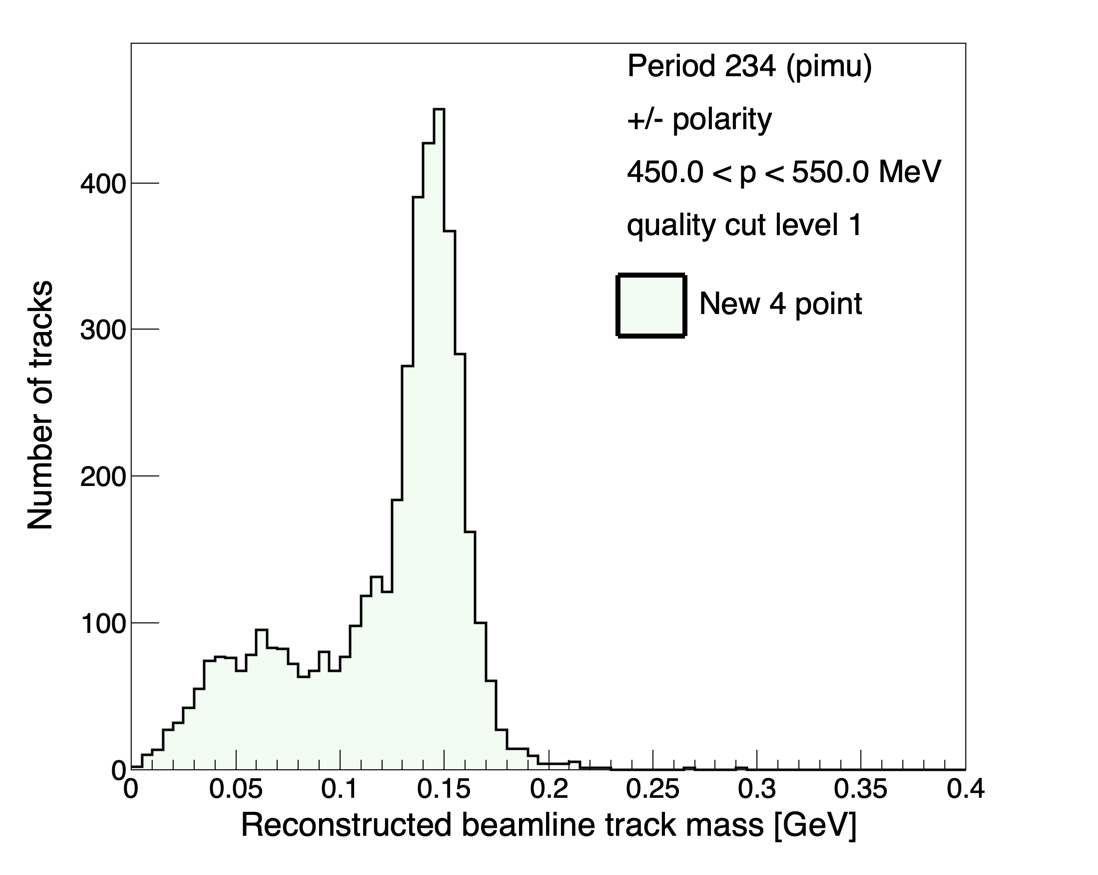 Period 234 (pimu)
+/- polarity
450.0 < p < 550.0 MeV
quality cut level 1
New 4 point
Number of tracks
400
300
200
100
0
0 0.05 0.1 0.15 0.2 0.25 0.3 0.35 0.4
Reconstructed beamline track mass [GeV]